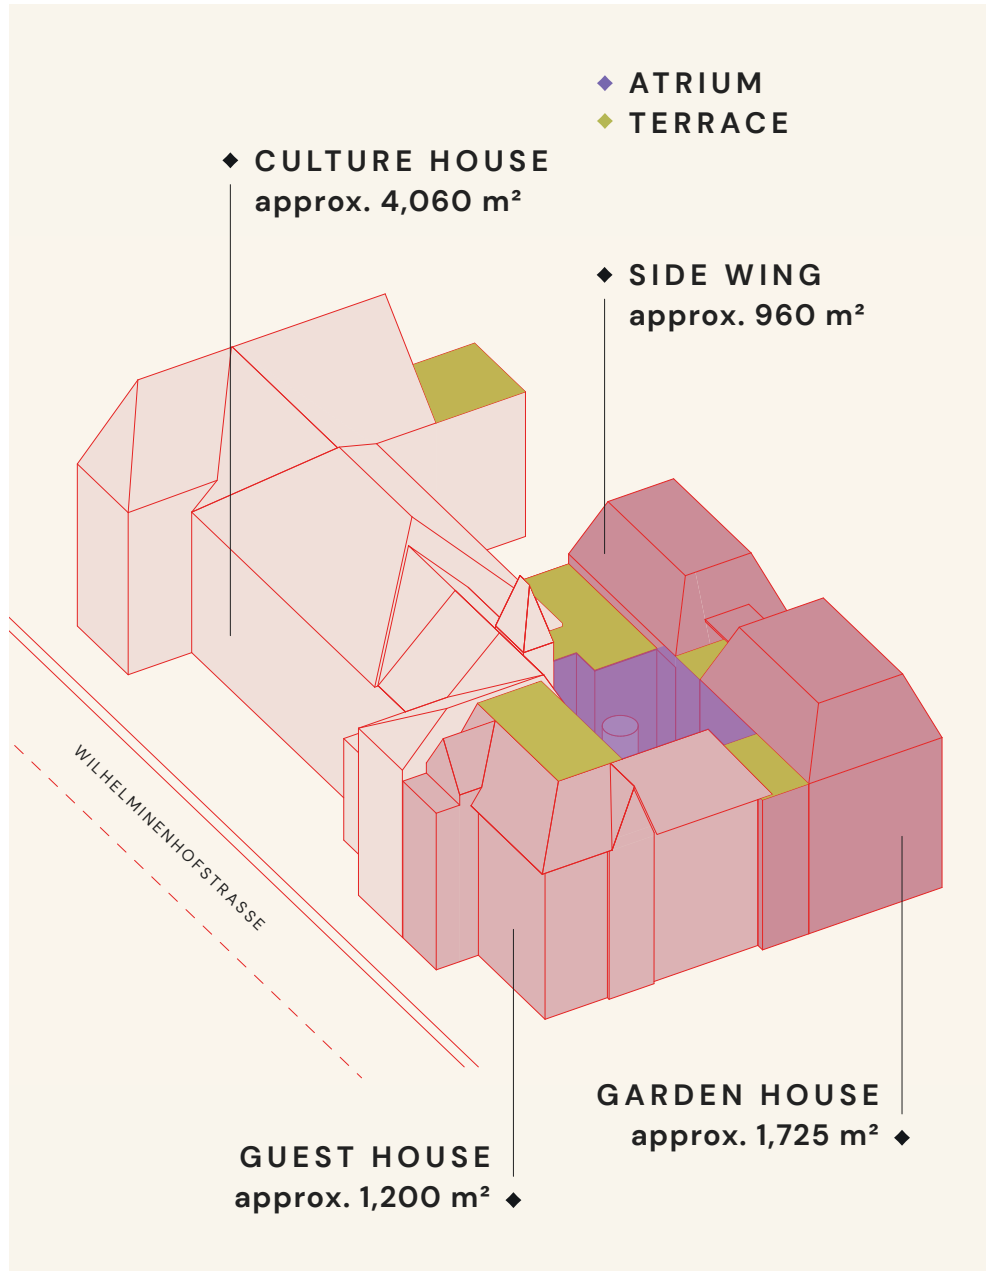 ATRIUM
TERRACE
CULTURE HOUSE
approx. 4,060 m²
SIDE WING
approx. 960 m²
WILHELMINENHOFSTRASSE
GARDEN HOUSE
approx. 1,725 m²
GUEST HOUSE
approx. 1,200 m²